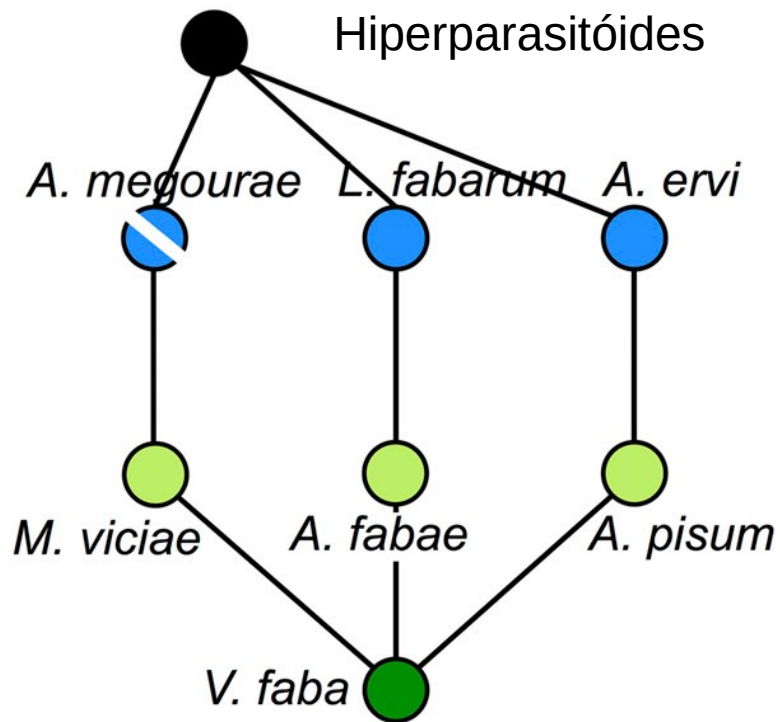 Hiperparasitóides
A. megourae L. fabarum A. ervi
M. viciae A. fabae A. pisum
V. faba